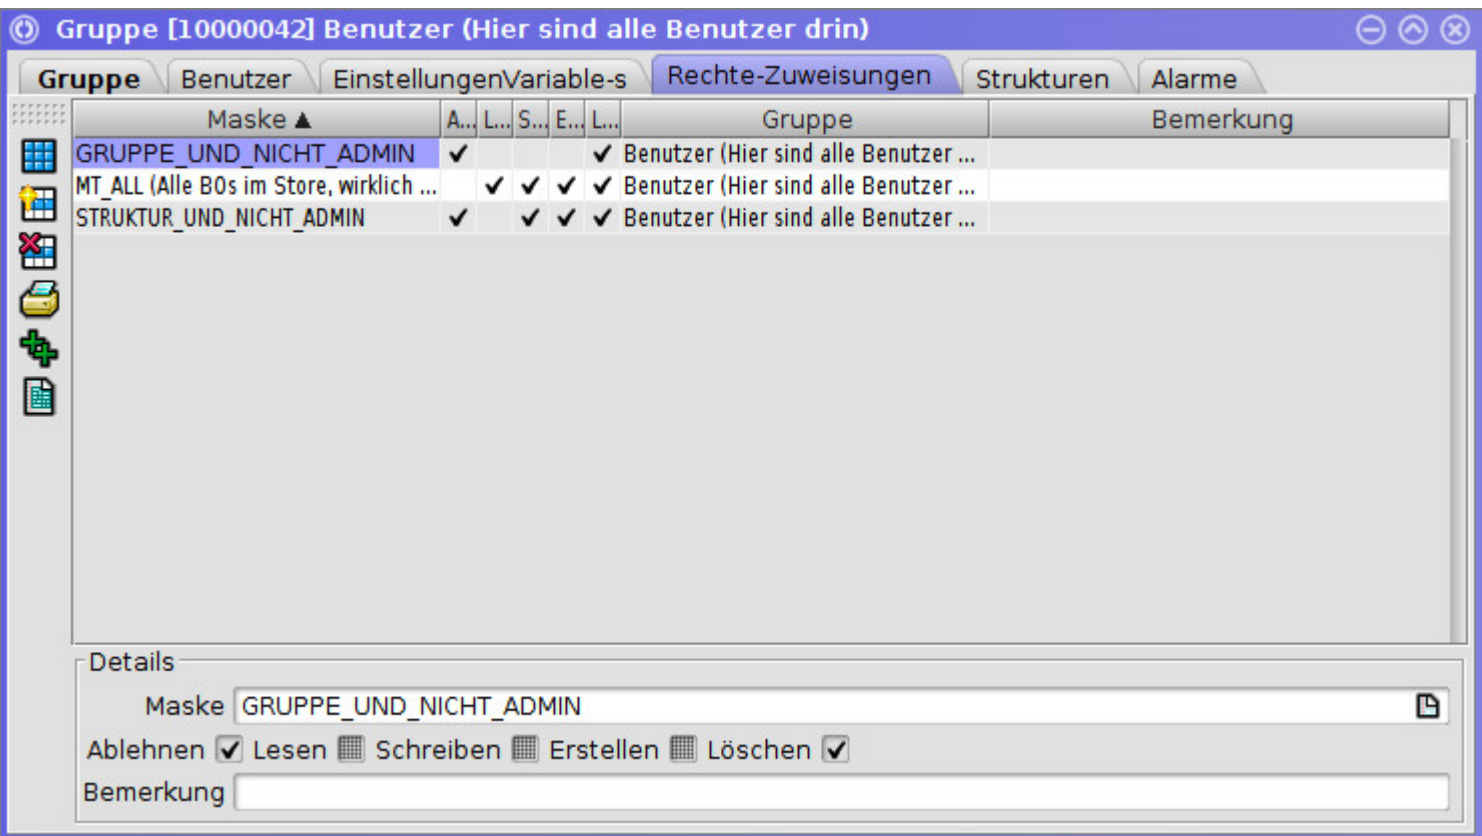 Gruppe [10000042] Benutzer (Hier sind alle Benutzer drin)
Gruppe Benutzer EinstellungenVariable-s Rechte-Zuweisungen Strukturen Alarme
Maske A... L... S... E... L... Gruppe Bemerkung
GRUPPE_UND_NICHT_ADMIN Benutzer (Hier sind alle Benutzer ...
MT_ALL (Alle BOs im Store, wirklich ... Benutzer (Hier sind alle Benutzer ...
STRUKTUR_UND_NICHT_ADMIN Benutzer (Hier sind alle Benutzer ...
Details
Maske GRUPPE_UND_NICHT_ADMIN
Ablehnen Lesen Schreiben Erstellen Löschen
Bemerkung